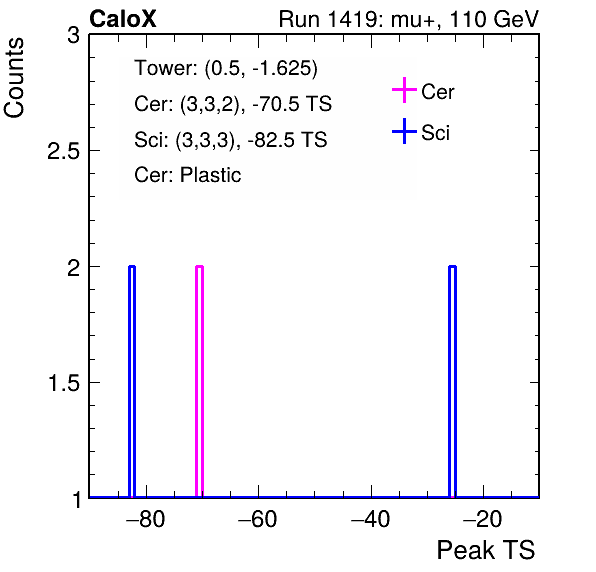 CaloX Run 1419: mu+, 110 GeV
Counts
3
2.5
2
1.5
1
Tower: (0.5, -1.625)
Cer: (3,3,2), -70.5 TS
Sci: (3,3,3), -82.5 TS
Cer: Plastic
Cer
Sci
−80 −60 −40 −20
Peak TS